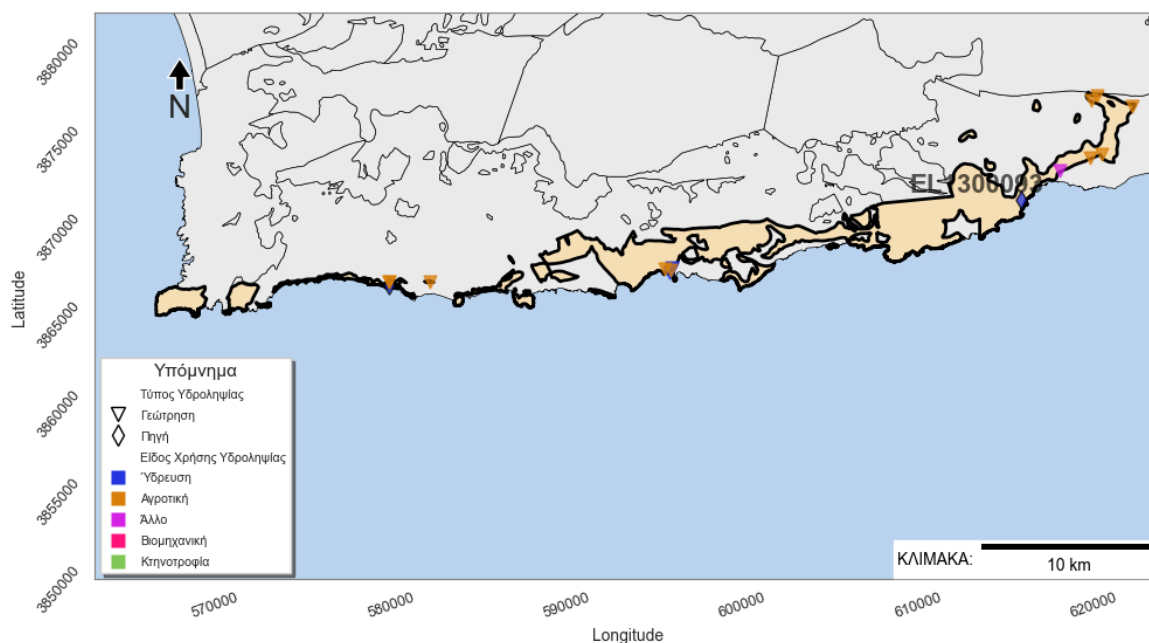 3880000
3875000
3870000
3865000
3860000
3855000
3850000
Latitude
N
EL1300093
Υπόμνημα
Τύπος Υδροληψίας
Γεώτρηση
Πηγή
Είδος Χρήσης Υδροληψίας
Ύδρευση
Αγροτική
Άλλο
Βιομηχανική
Κτηνοτροφία
ΚΛΙΜΑΚΑ:
10 km
570000
580000
590000
600000
610000
620000
Longitude